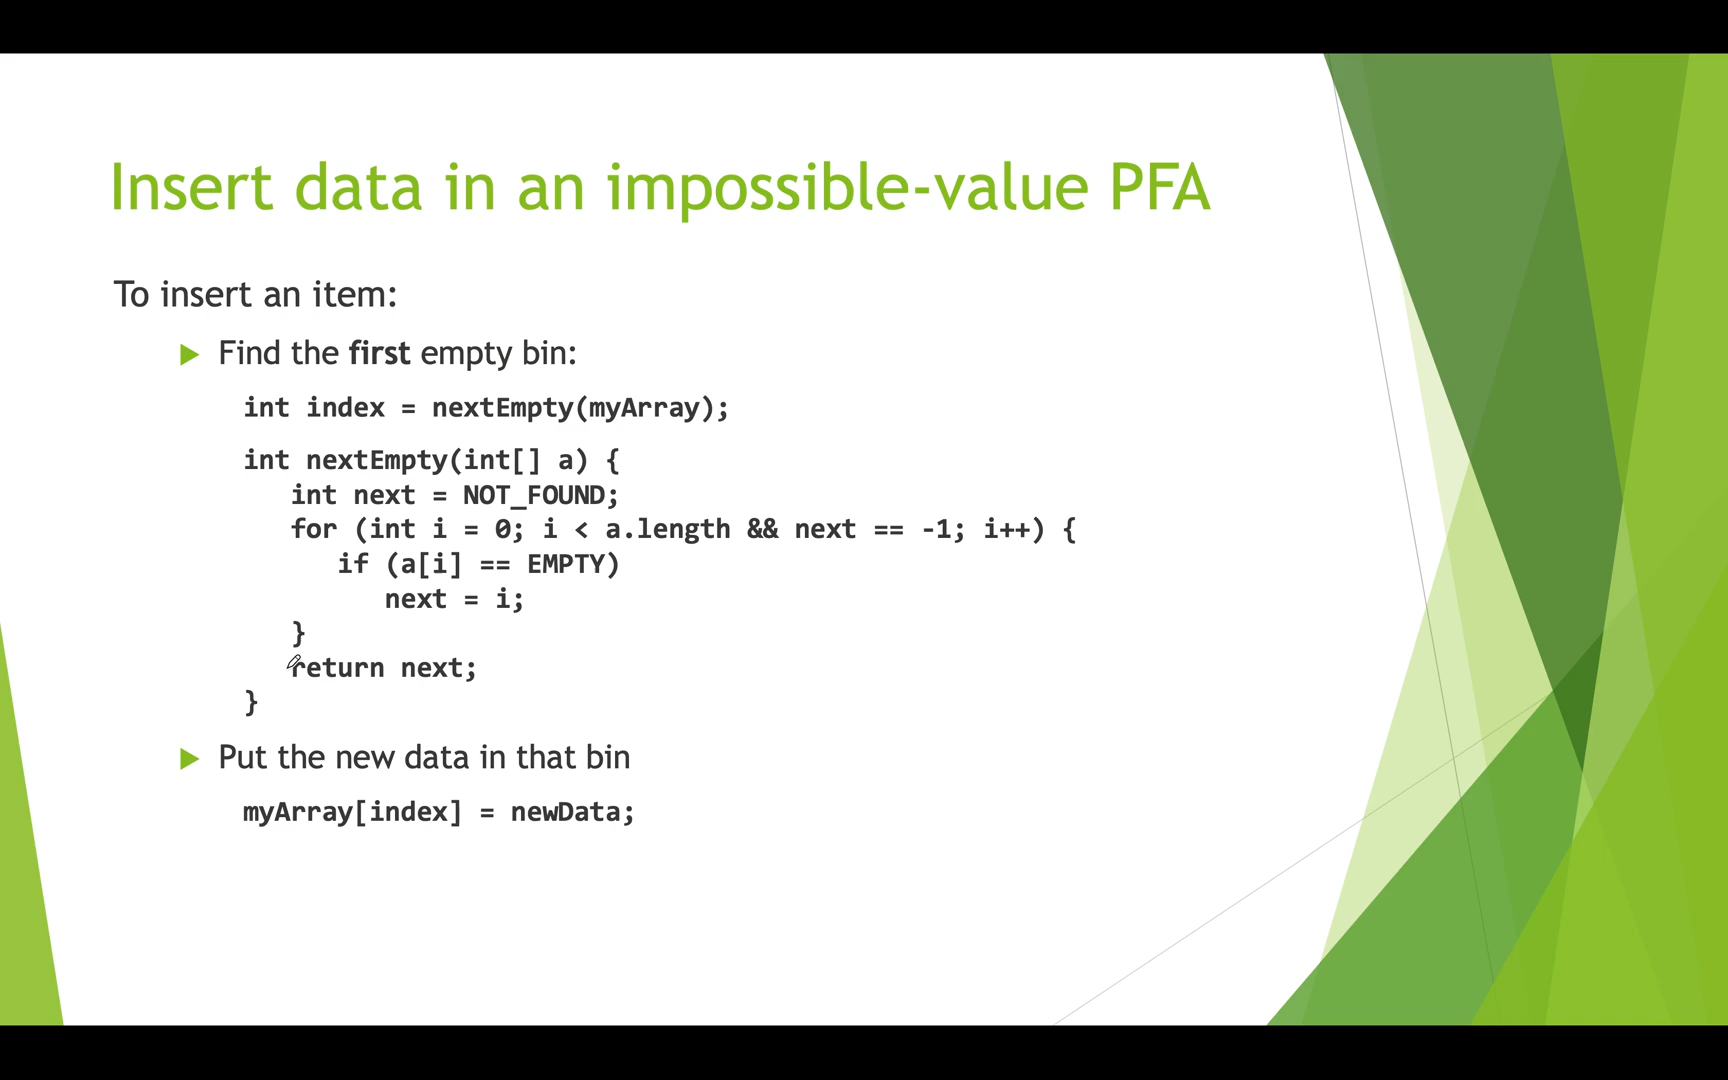 Insert data in an impossible-value PFA
To insert an item:
Find the first empty bin:
int index = nextEmpty(myArray);
int nextEmpty(int[] a) {
int next = NOT_FOUND;
for (int i = 0; i < a.length && next == -1; i++) {
if (a[i] == EMPTY)
next = i;
}
return next;
}
Put the new data in that bin
myArray[index] = newData;